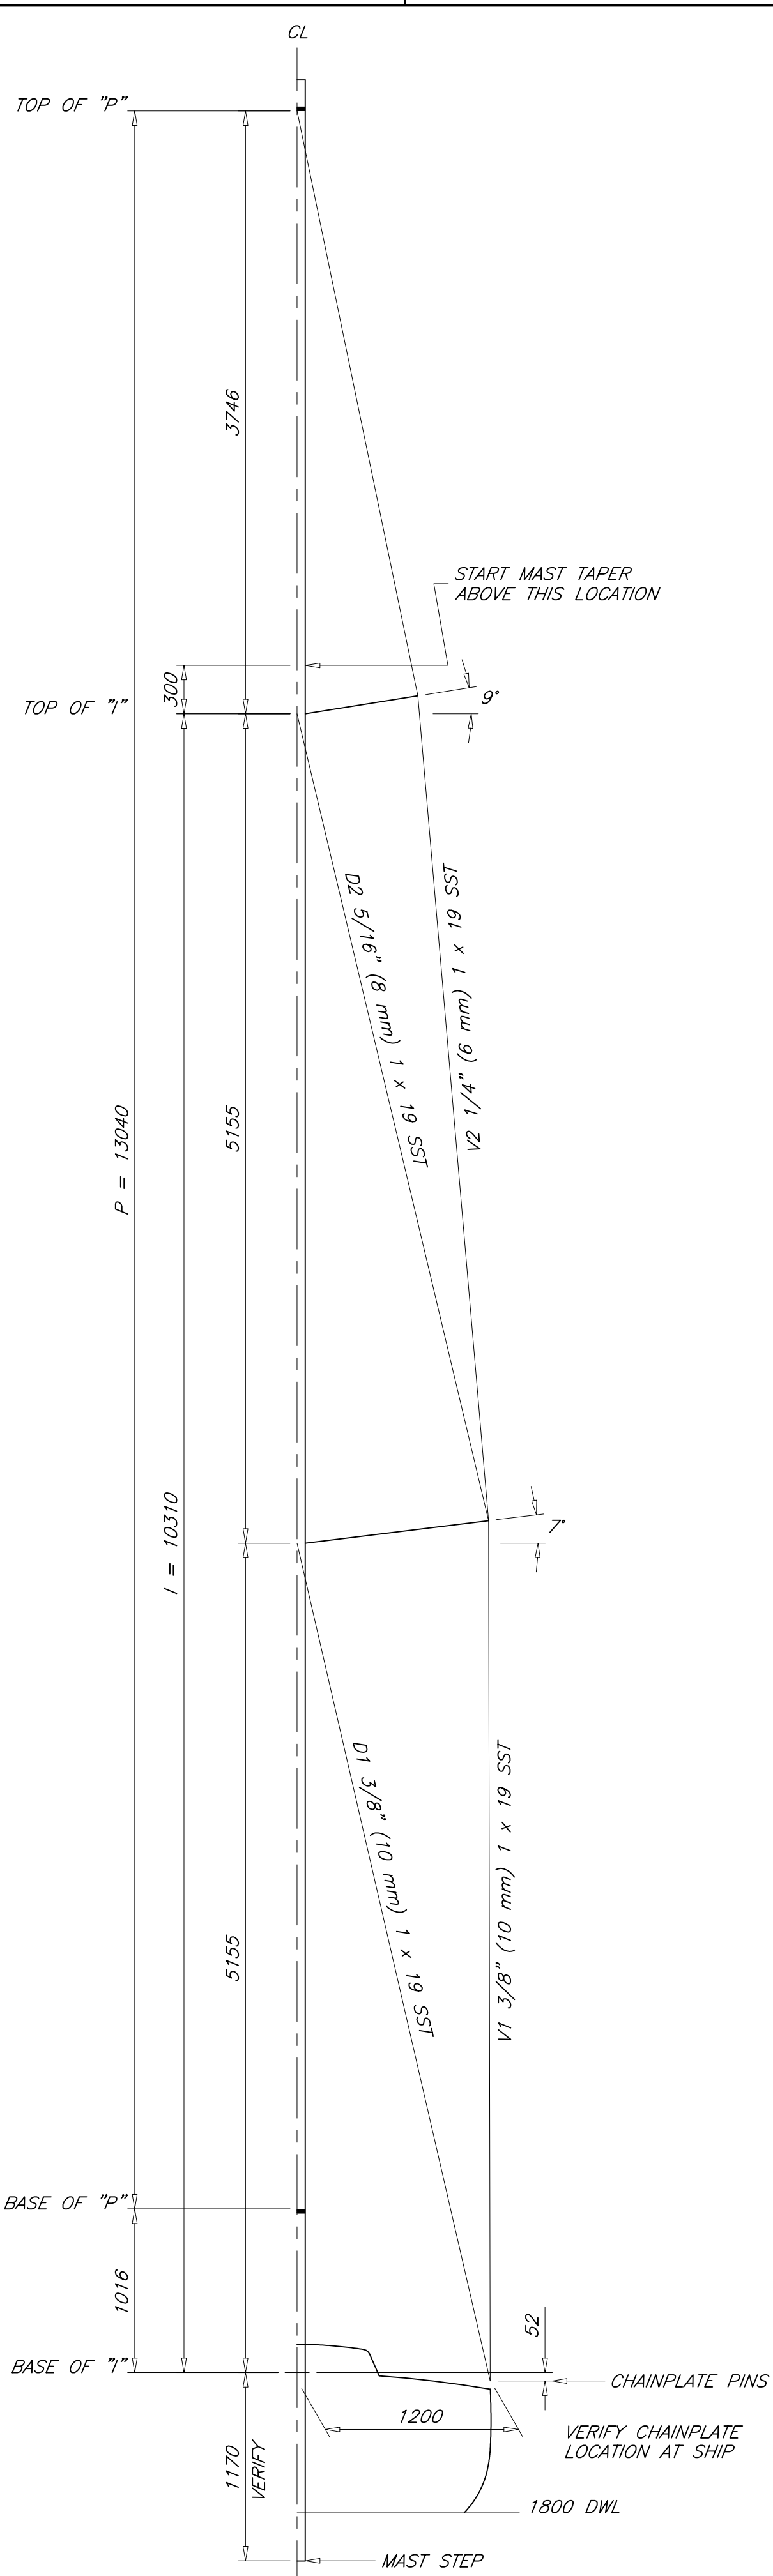 CL
TOP OF "P"
3746
START MAST TAPER
ABOVE THIS LOCATION
300
9°
TOP OF "I"
D2 5/16" (8 mm) 1 x 19 SST
V2 1/4" (6 mm) 1 x 19 SST
P = 13040
5155
I = 10310
7°
D1 3/8" (10 mm) 1 x 19 SST
V1 3/8" (10 mm) 1 x 19 SST
5155
BASE OF "P"
1016
52
BASE OF "I"
CHAINPLATE PINS
1200
VERIFY CHAINPLATE
LOCATION AT SHIP
1170
VERIFY
1800 DWL
MAST STEP